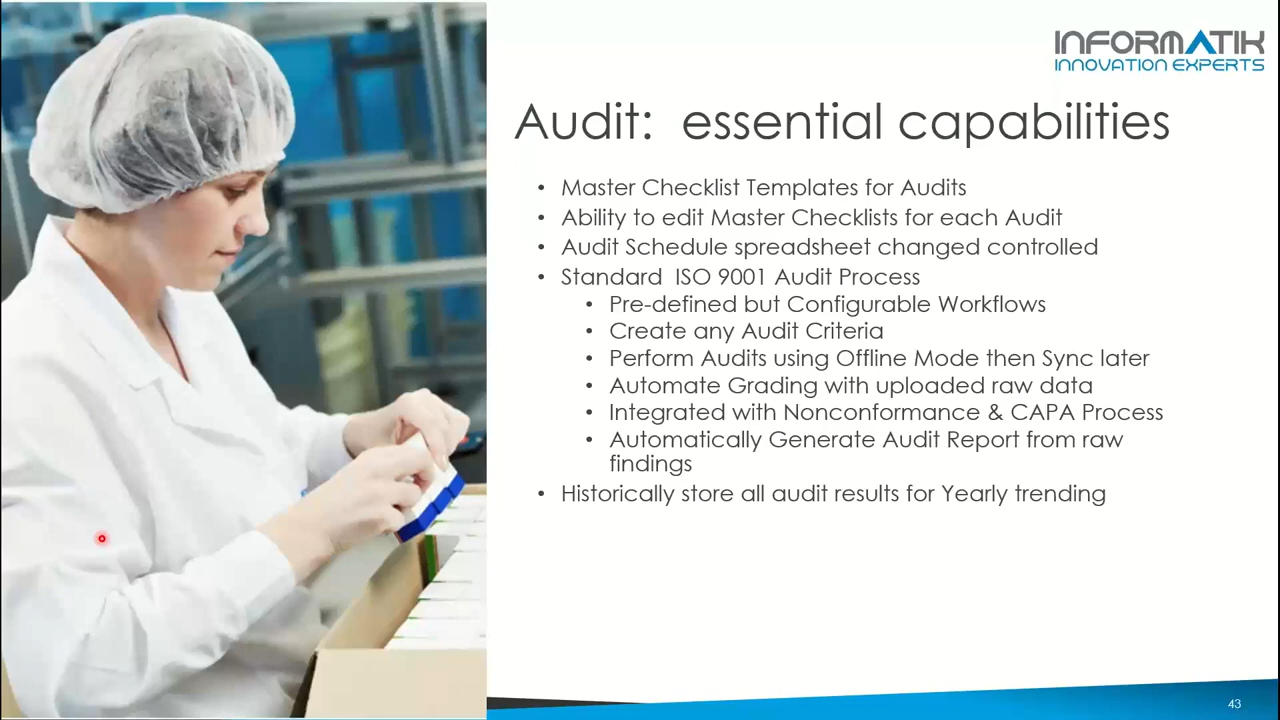 INFORMATIK
INNOVATION EXPERTS
Audit: essential capabilities
• Master Checklist Templates for Audits
• Ability to edit Master Checklists for each Audit
• Audit Schedule spreadsheet changed controlled
• Standard ISO 9001 Audit Process
• Pre-defined but Configurable Workflows
• Create any Audit Criteria
• Perform Audits using Offline Mode then Sync later
• Automate Grading with uploaded raw data
• Integrated with Nonconformance & CAPA Process
• Automatically Generate Audit Report from raw
findings
• Historically store all audit results for Yearly trending
43